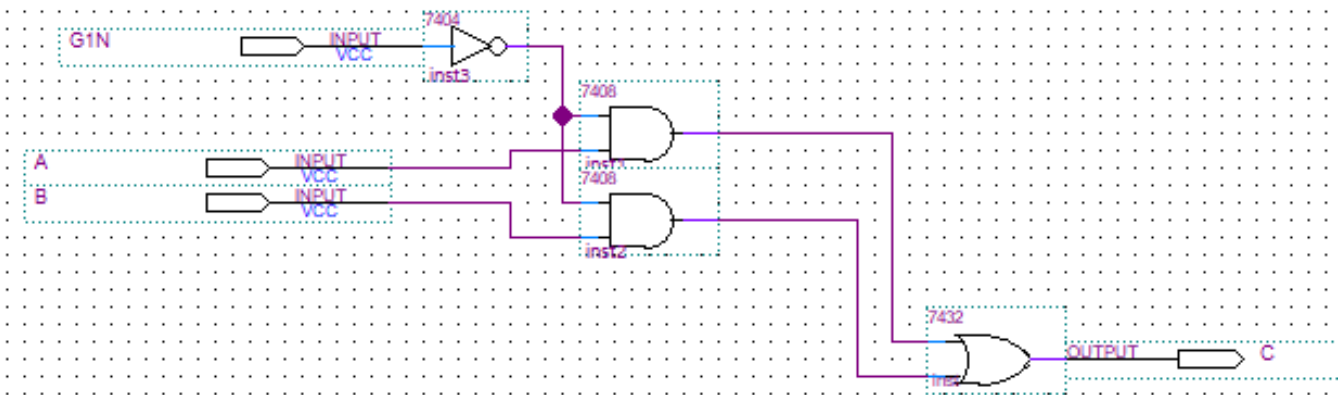 7404
G1N INPUT
VCC
inst3
7408
A INPUT
VCC
7408
B INPUT
VCC
inst2
7432
OUTPUT C